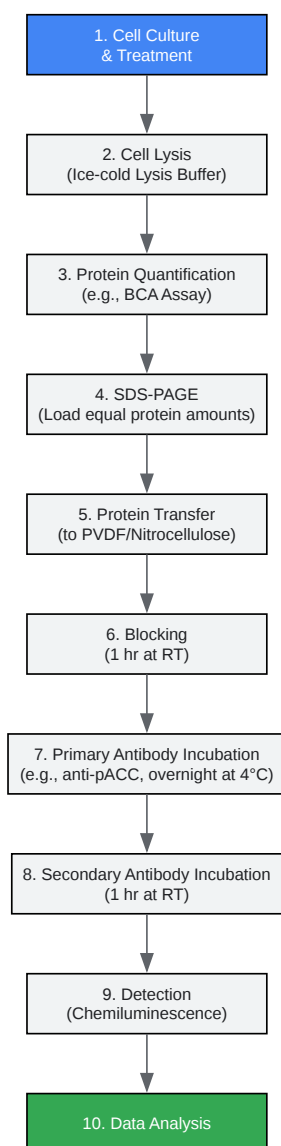 1. Cell Culture
& Treatment
2. Cell Lysis
(Ice-cold Lysis Buffer)
3. Protein Quantification
(e.g., BCA Assay)
4. SDS-PAGE
(Load equal protein amounts)
5. Protein Transfer
(to PVDF/Nitrocellulose)
6. Blocking
(1 hr at RT)
7. Primary Antibody Incubation
(e.g., anti-pACC, overnight at 4°C)
8. Secondary Antibody Incubation
(1 hr at RT)
9. Detection
(Chemiluminescence)
10. Data Analysis